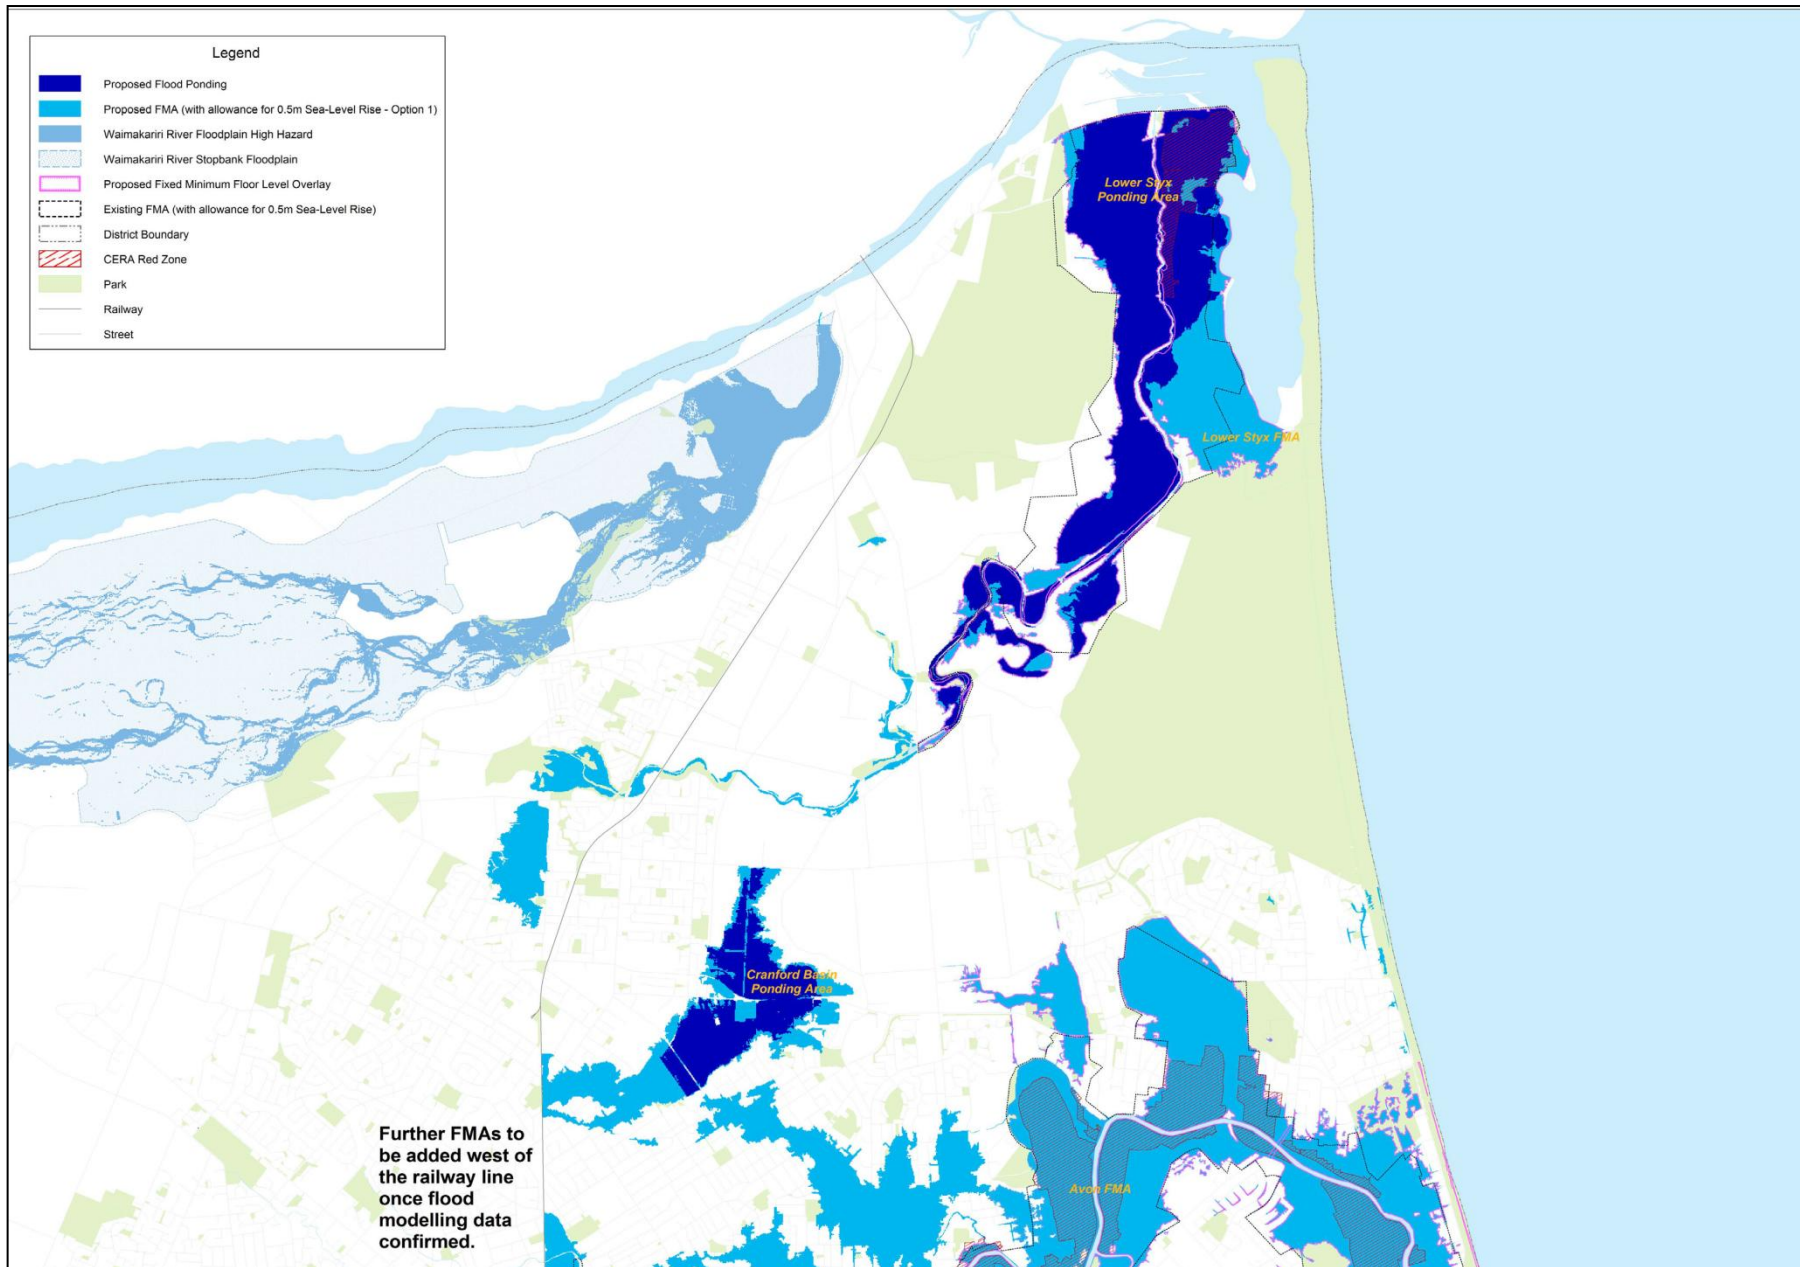 Legend
Proposed Flood Ponding
Proposed FMA (with allowance for 0.5m Sea-Level Rise - Option 1)
Waimakariri River Floodplain High Hazard
Waimakariri River Stopbank Floodplain
Proposed Fixed Minimum Floor Level Overlay
Existing FMA (with allowance for 0.5m Sea-Level Rise)
District Boundary
CERA Red Zone
Park
Railway
Street
Lower Styx
Ponding Area
Lower Styx FMA
Cranford Basin
Ponding Area
Further FMAs to
be added west of
the railway line
once flood
modelling data
confirmed.
Avon FMA